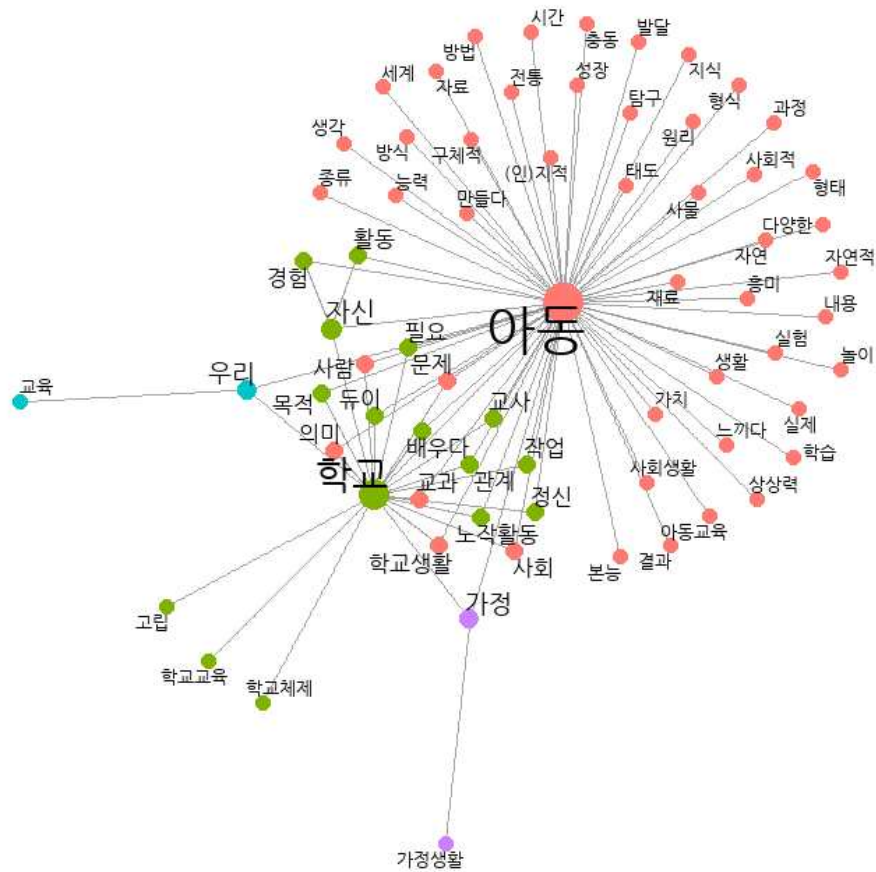 시간
충동
발달
방법
지식
세계
자료
전통
성장
탐구
형식
과정
생각
방식
구체적
(인)지적
원리
사회적
종류
능력
만들다
태도
사물
형태
활동
다양한
경험
자연
자연적
자신
재료
흥미
내용
아동
필요
실험
우리
사람
문제
생활
놀이
교육
목적
듀이
교사
가치
실제
의미
배우다
작업
느끼다
학습
학교
교과
관계
사회생활
상상력
정신
노작활동
아동교육
학교생활
사회
본능
결과
가정
고립
학교교육
학교체제
가정생활